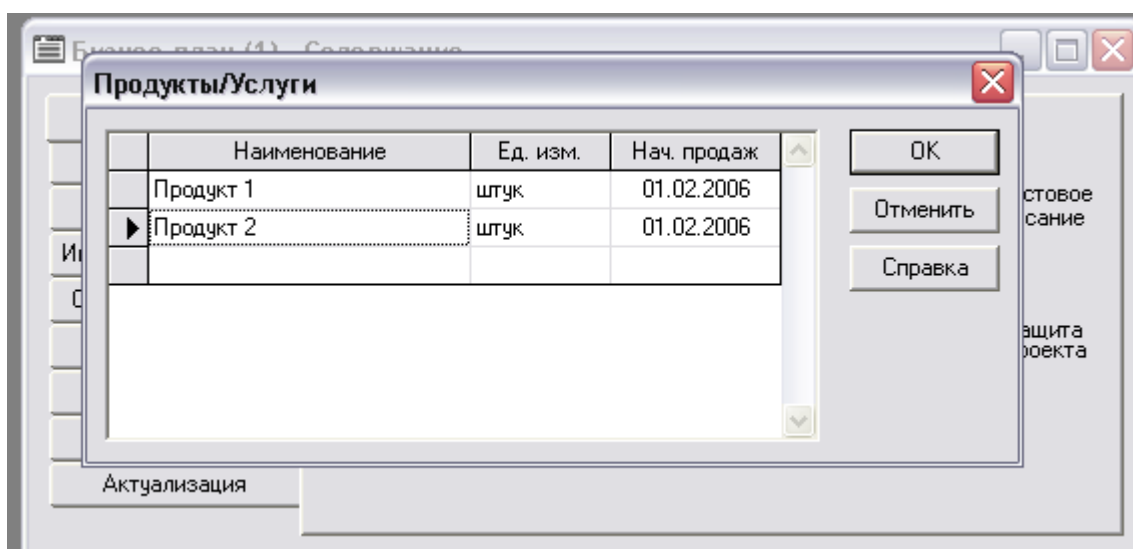 Продукты/Услуги
Наименование Ед. изм. Нач. продаж
Продукт 1 штук 01.02.2006
Продукт 2 штук 01.02.2006
OK
Отменить
Справка
стовое
сание
ащита
роекта
Актуализация